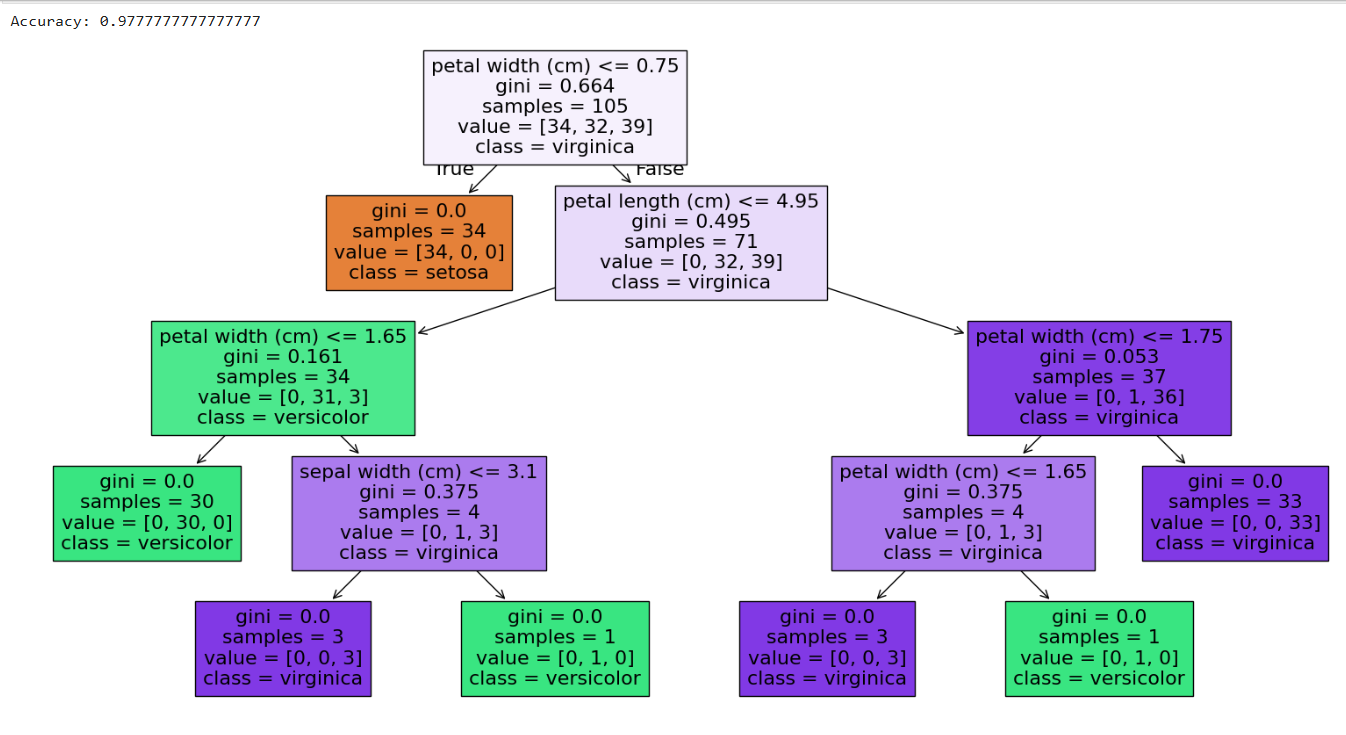 Accuracy: 0.9777777777777777
petal width (cm) <= 0.75
gini = 0.664
samples = 105
value = [34, 32, 39]
class = virginica
True
False
gini = 0.0
samples = 34
value = [34, 0, 0]
class = setosa
petal length (cm) <= 4.95
gini = 0.495
samples = 71
value = [0, 32, 39]
class = virginica
petal width (cm) <= 1.65
gini = 0.161
samples = 34
value = [0, 31, 3]
class = versicolor
petal width (cm) <= 1.75
gini = 0.053
samples = 37
value = [0, 1, 36]
class = virginica
gini = 0.0
samples = 30
value = [0, 30, 0]
class = versicolor
sepal width (cm) <= 3.1
gini = 0.375
samples = 4
value = [0, 1, 3]
class = virginica
petal width (cm) <= 1.65
gini = 0.375
samples = 4
value = [0, 1, 3]
class = virginica
gini = 0.0
samples = 33
value = [0, 0, 33]
class = virginica
gini = 0.0
samples = 3
value = [0, 0, 3]
class = virginica
gini = 0.0
samples = 1
value = [0, 1, 0]
class = versicolor
gini = 0.0
samples = 3
value = [0, 0, 3]
class = virginica
gini = 0.0
samples = 1
value = [0, 1, 0]
class = versicolor